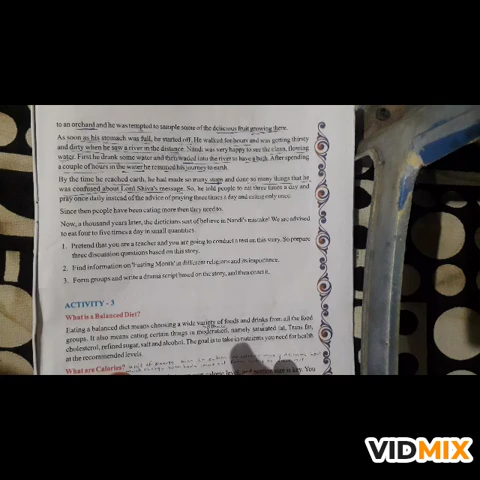 to an orchard and he was tempted to sample some of the delicious fruit growing there.
As soon as his stomach was full, he started off. He walked for hours and was getting thirsty
and dirty when he saw a river in the distance. Nandi was very happy to see the clean, flowing
water. First he drank some water and then waded into the river to have a bath. After spending
a couple of hours in the water he resumed his journey to earth.
By the time he reached earth, he had made so many stops and done so many things that he
was confused about Lord Shiva's message. So, he told people to eat three times a day and
pray once daily instead of the advice of praying three times a day and eating only once.
Since then people have been eating more than they need to.
Now, a thousand years later, the dieticians sort of believe in Nandi's mistake! We are advised
to eat four to five times a day in small quantities.
1. Pretend that you are a teacher and you are going to conduct a test on this story. So prepare
three discussion questions based on this story.
2. Find information on 'Fasting Month' in different religions and its importance.
3. Form groups and write a drama script based on the story, and then enact it.
ACTIVITY - 3
What is a Balanced Diet?
Eating a balanced diet means choosing a wide variety of foods and drinks from all the food
groups. It also means eating certain things in moderation, namely saturated fat, Trans fat,
cholesterol, refined sugar, salt and alcohol. The goal is to take in nutrients you need for health
at the recommended levels.
What are Calories?
calorie level, and nutrient size is key. You
VIDMIX